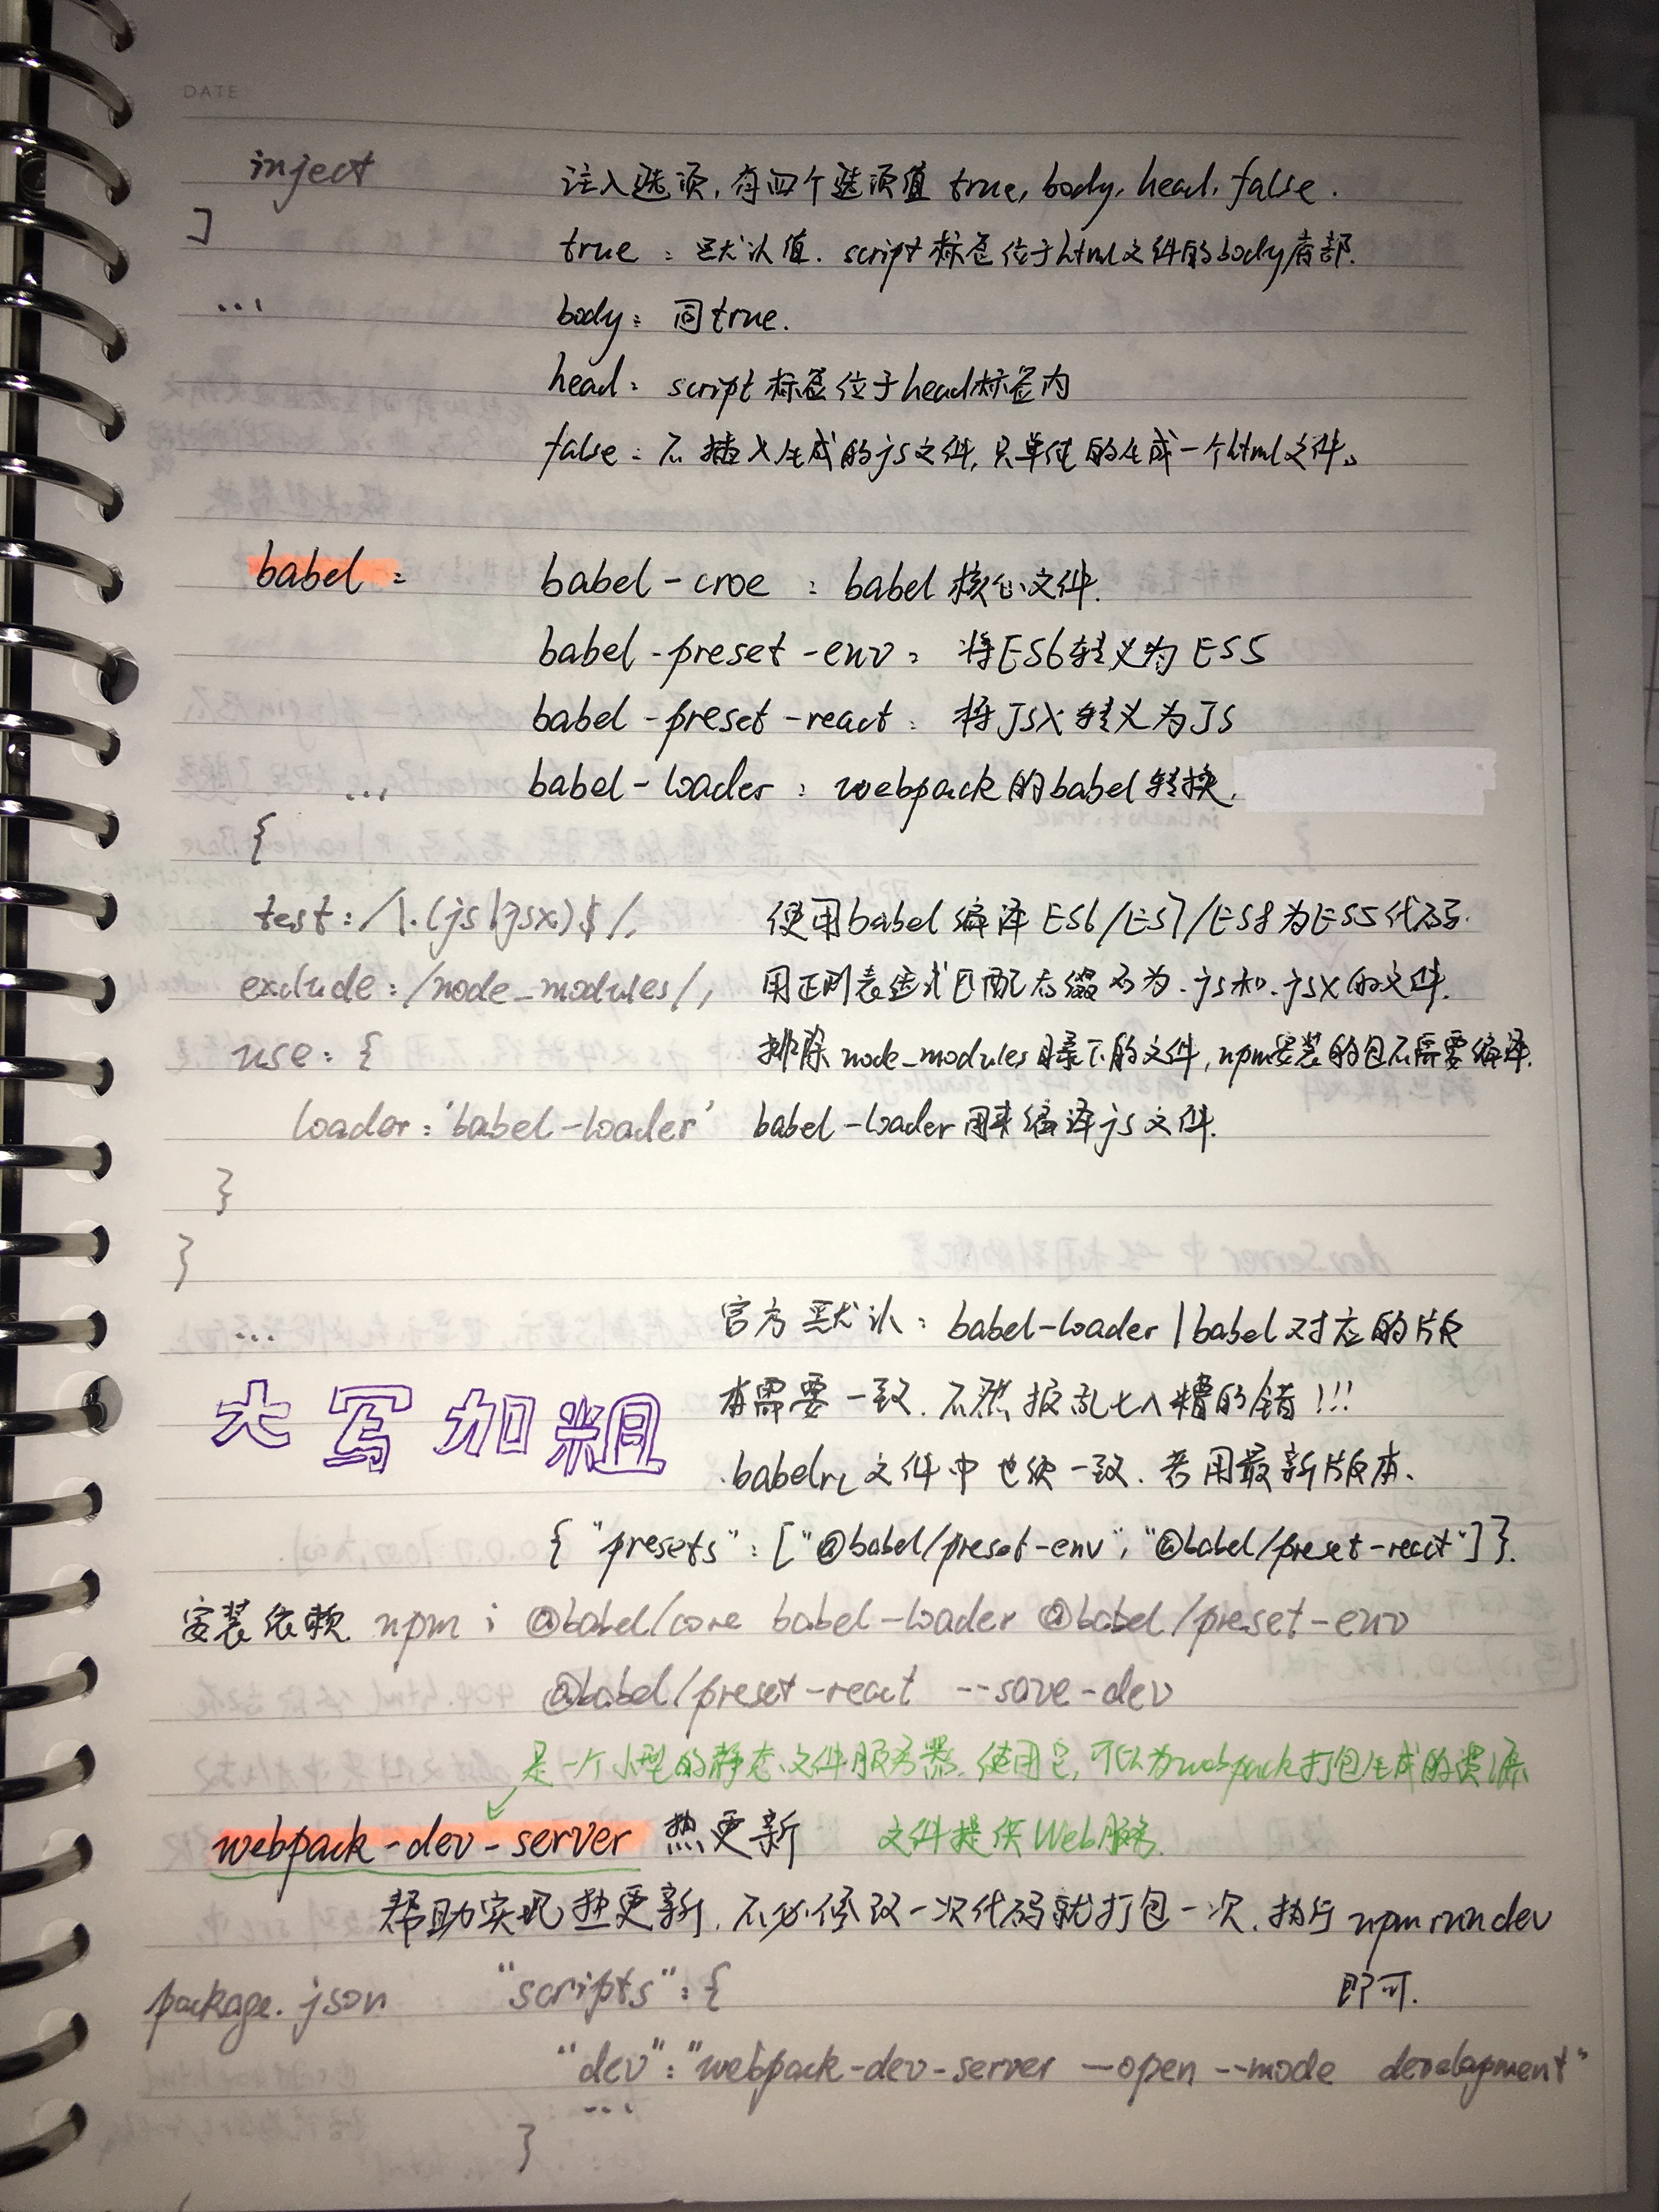 DATE
inject 注入选项,有四个选项值 true, body, head, false.
] true: 默认值. script标签位于html文件的body底部.
... body: 同true.
head: script标签位于head标签内
false: 不插入生成的js文件,只单纯的生成一个html文件。
babel: babel-croe : babel核心文件.
babel-preset-env: 将ES6转义为ES5
babel-preset-react: 将JSX转义为JS
... babel-loader: webpack的babel转换.
{
test: /\.(js|jsx)$/, 使用babel编译ES6/ES7/ES8为ES5代码.
exclude: /node_modules/, 用正则表达式匹配后缀名为.js和.jsx的文件.
use: { 排除node_modules目录下的文件,npm安装的包不需要编译.
loader: 'babel-loader' babel-loader用来编译js文件.
}
}
... 官方默认: babel-loader | babel对应的版
大写加粗 本需要一致.不然报乱七八糟的错!!!
.babelrc文件中也须一致.若用最新版本、
{ "presets": ["@babel/preset-env", "@babel/preset-react"]}.
安装依赖 npm i @babel/core babel-loader @babel/preset-env
@babel/preset-react --save-dev
是一个小型的静态文件服务器.使用它,可以为webpack打包生成的资源
webpack-dev-server 热更新 文件提供Web服务.
帮助实现热更新,不必修改一次代码就打包一次.执行npm run dev
package.json "scripts": { 即可.
"dev": "webpack-dev-server --open --mode development"
...
}